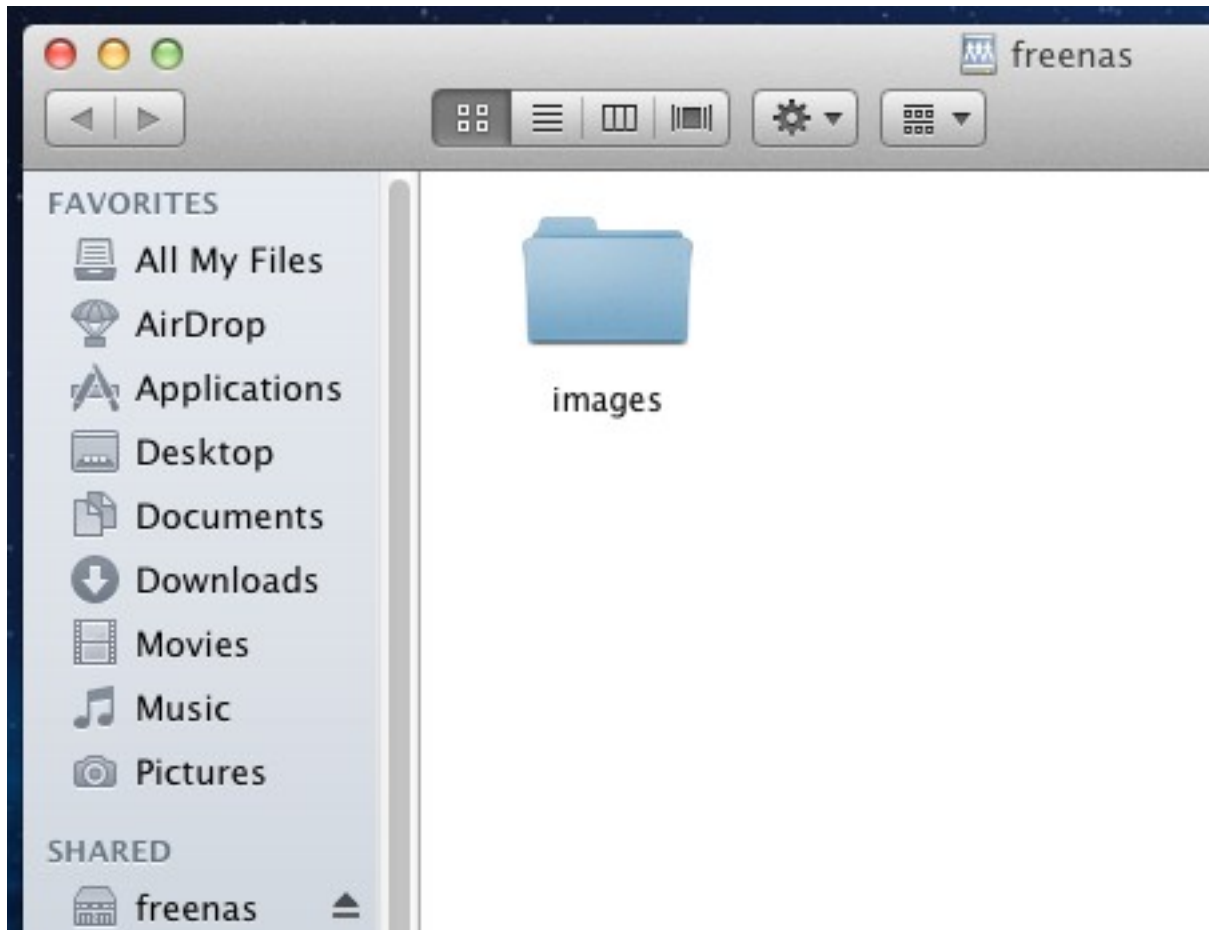 freenas
FAVORITES
All My Files
AirDrop
Applications
Desktop
Documents
Downloads
Movies
Music
Pictures
SHARED
freenas
images